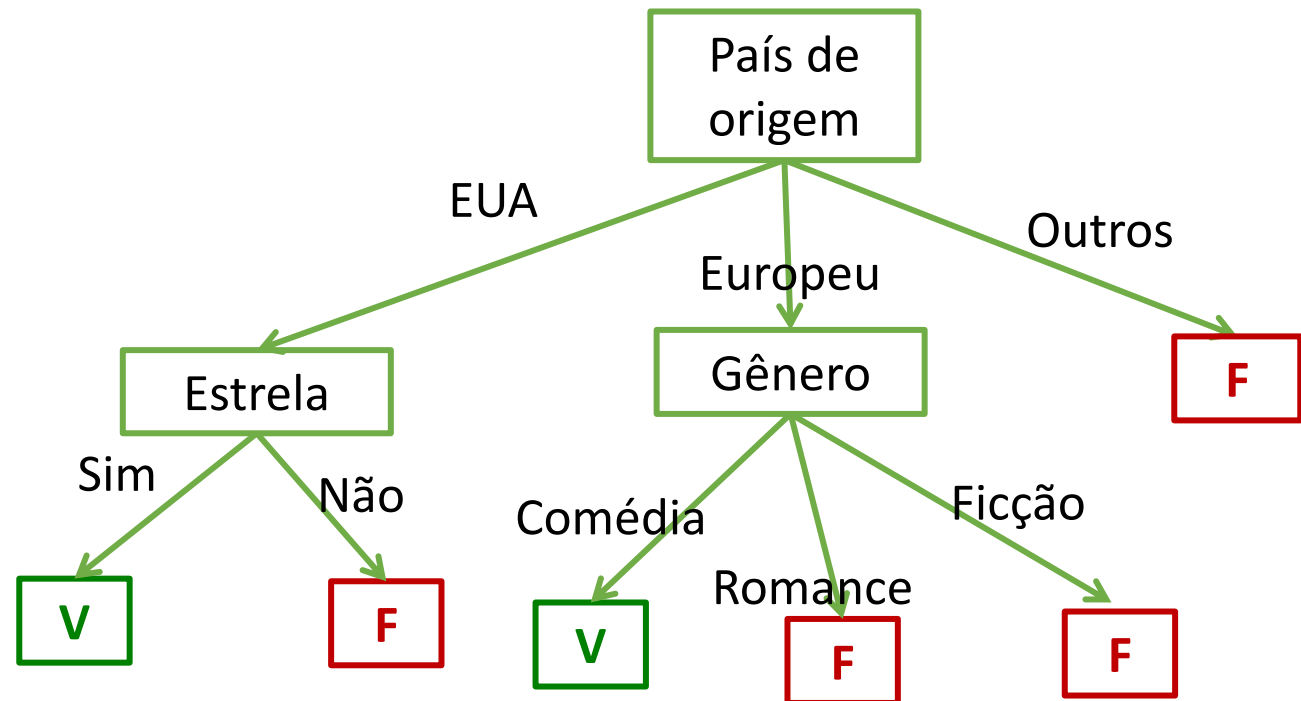 País de
origem
EUA
Europeu
Outros
Estrela
Gênero
F
Sim
Não
Comédia
Romance
Ficção
V
F
V
F
F